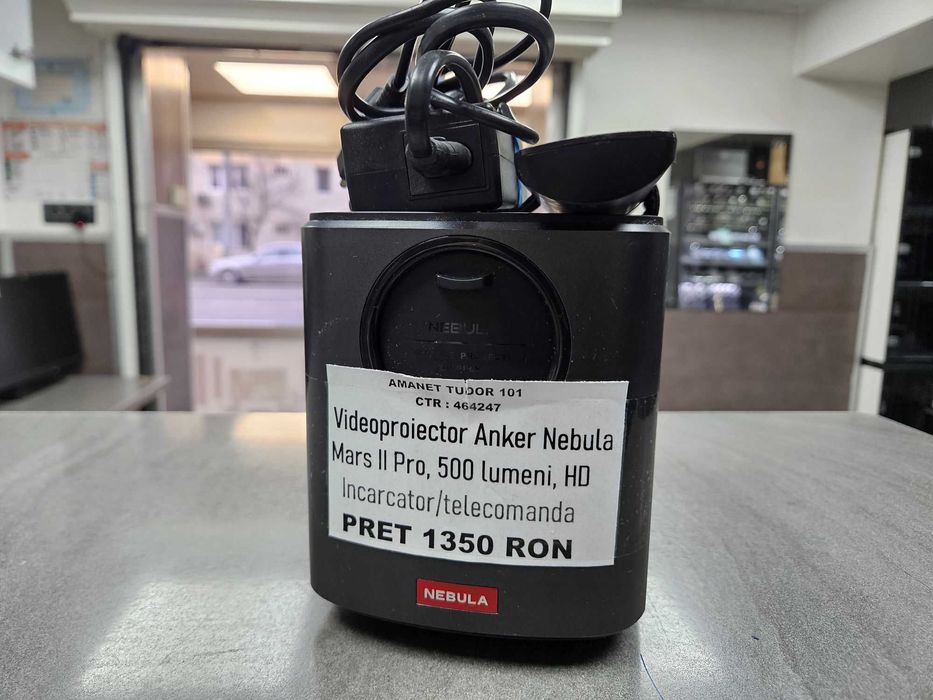 NEBULA
AMANET TUDOR 101
CTR : 464247
Videoproiector Anker Nebula
Mars II Pro, 500 lumeni, HD
Incarcator/telecomanda
PRET 1350 RON
NEBULA